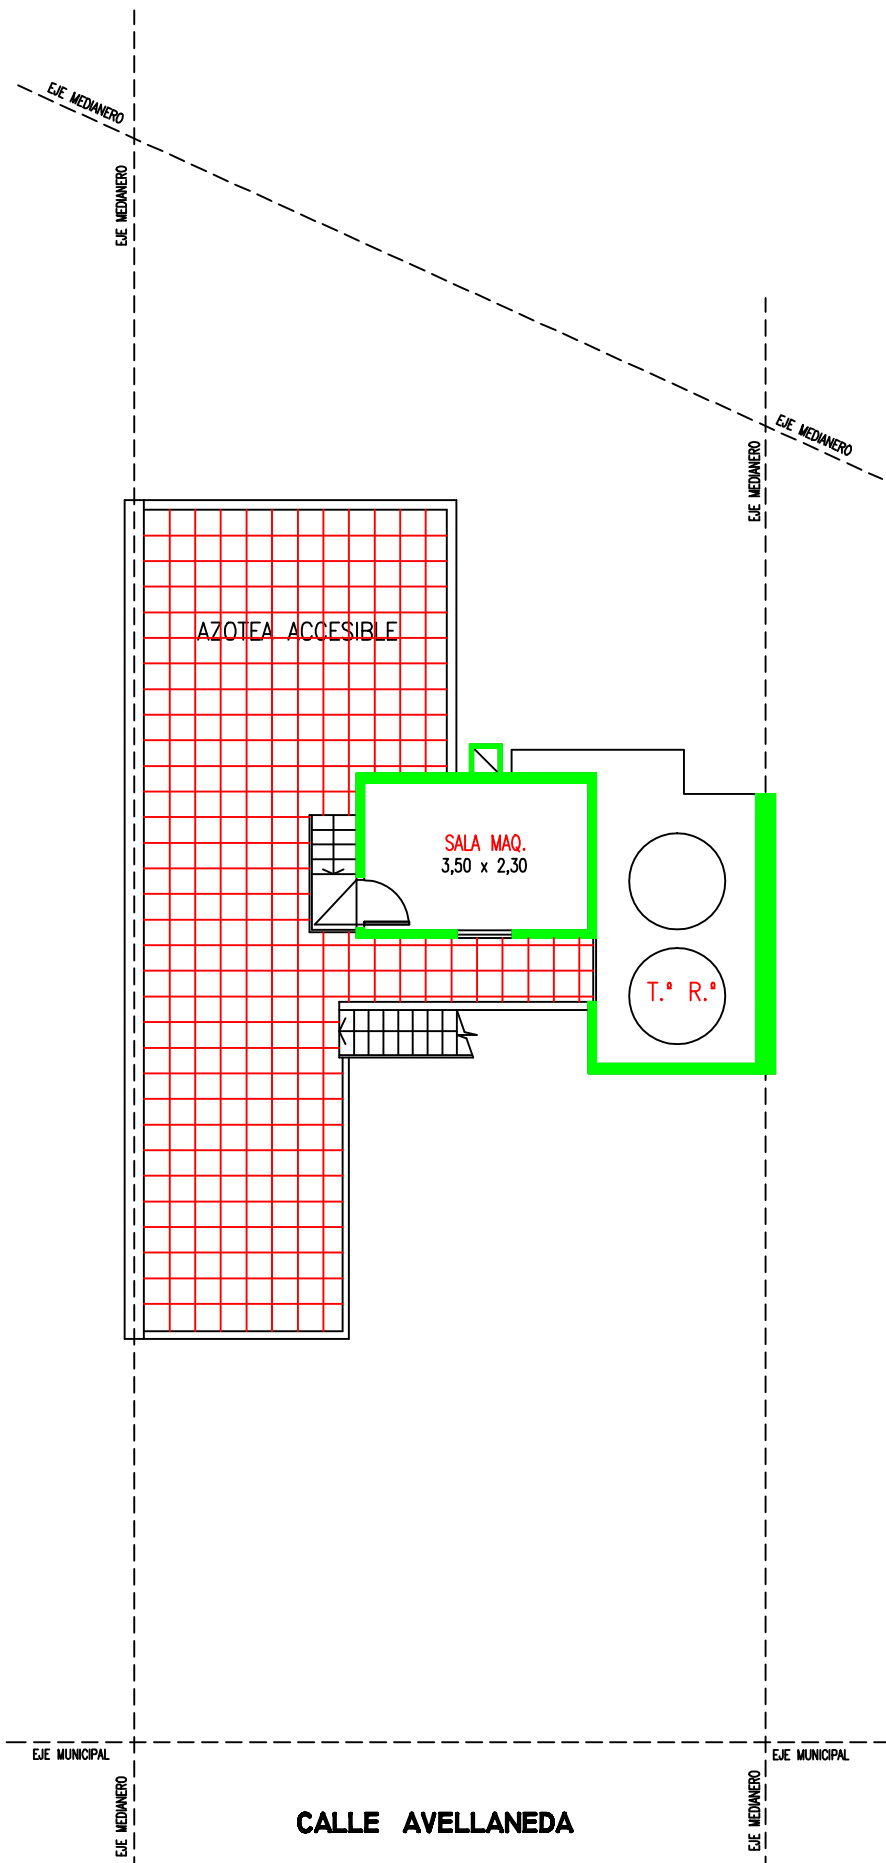 EJE MEDIANERO
EJE MEDIANERO
EJE MEDIANERO
EJE MEDIANERO
AZOTEA ACCESIBLE
SALA MAQ.
3,50 x 2,30
T.ª R.ª
EJE MUNICIPAL
EJE MUNICIPAL
EJE MEDIANERO
EJE MEDIANERO
CALLE AVELLANEDA